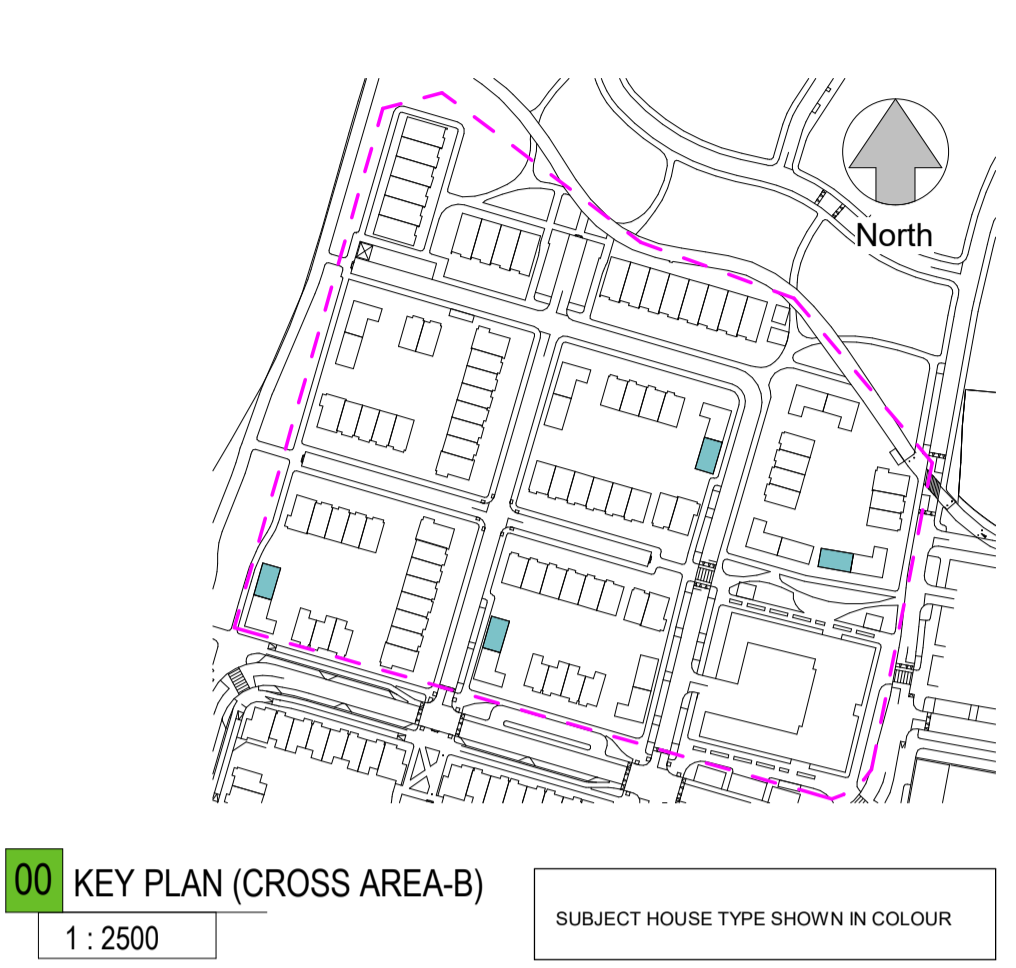 North
00 KEY PLAN (CROSS AREA-B)
1 : 2500
SUBJECT HOUSE TYPE SHOWN IN COLOUR